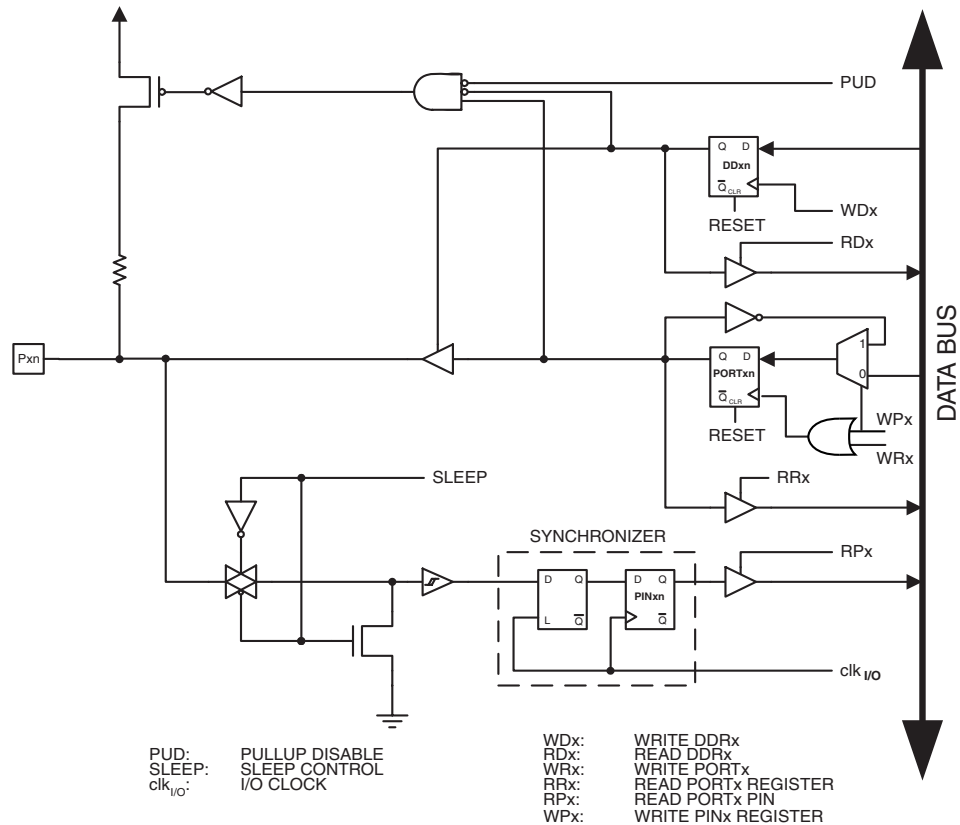 PUD
Q D
DDxn
Q CLR
WDx
RESET
RDx
Pxn
1
Q D
PORTxn
0
Q CLR
RESET
WPx
WRx
DATA BUS
SLEEP
RRx
SYNCHRONIZER
RPx
D Q
L Q
D Q
PINxn
Q
clk I/O
PUD: PULLUP DISABLE
SLEEP: SLEEP CONTROL
clk I/O: I/O CLOCK
WDx: WRITE DDRx
RDx: READ DDRx
WRx: WRITE PORTx
RRx: READ PORTx REGISTER
RPx: READ PORTx PIN
WPx: WRITE PINx REGISTER